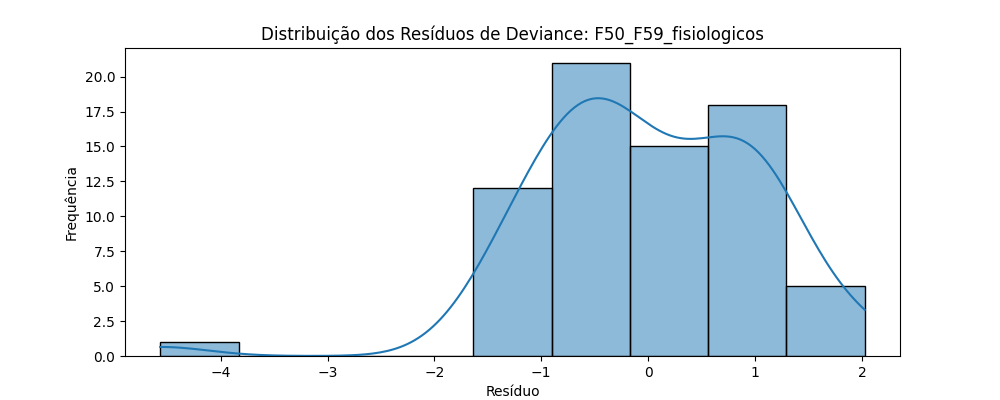 Distribuição dos Resíduos de Deviance: F50_F59_fisiologicos
Frequência
20.0
17.5
15.0
12.5
10.0
7.5
5.0
2.5
0.0
−4 −3 −2 −1 0 1 2
Resíduo